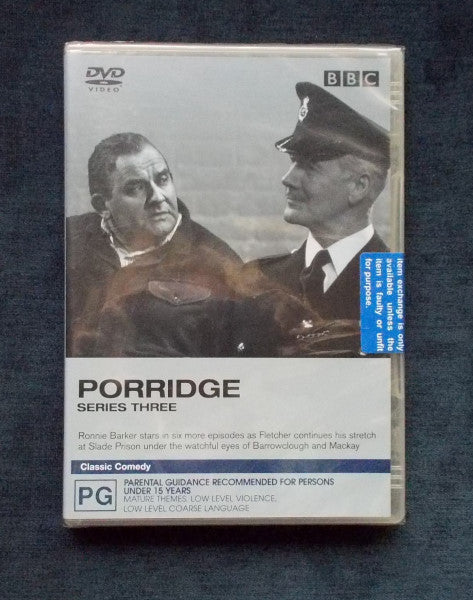 DVD
VIDEO
BBC
Item exchange is only
available unless the
item is faulty or unfit
for purpose.
PORRIDGE
SERIES THREE
Ronnie Barker stars in six more episodes as Fletcher continues his stretch
at Slade Prison under the watchful eyes of Barrowclough and Mackay
Classic Comedy
PG
PARENTAL GUIDANCE RECOMMENDED FOR PERSONS
UNDER 15 YEARS
MATURE THEMES, LOW LEVEL VIOLENCE,
LOW LEVEL COARSE LANGUAGE